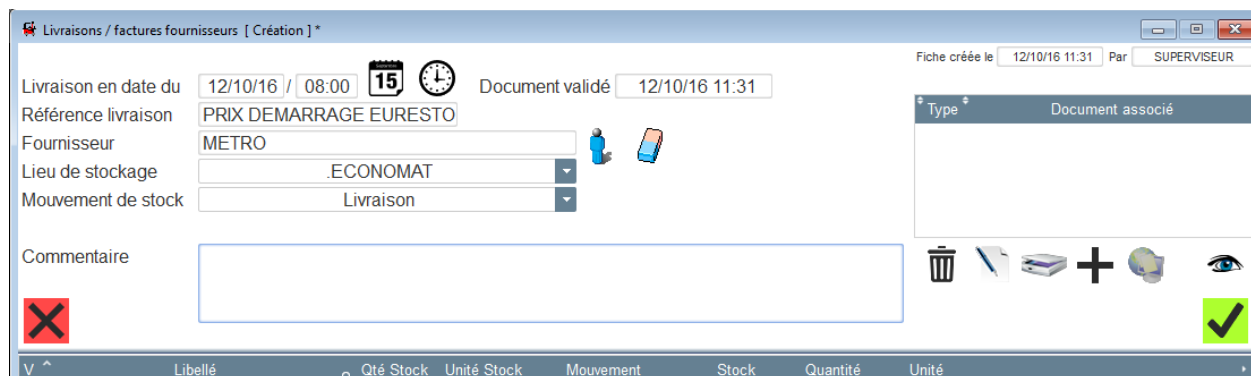 Livraisons / factures fournisseurs [ Création ] *
Fiche créée le 12/10/16 11:31 Par SUPERVISEUR
Livraison en date du 12/10/16 / 08:00 15 Document validé 12/10/16 11:31
Référence livraison PRIX DEMARRAGE EURESTO
Type Document associé
Fournisseur METRO
Lieu de stockage .ECONOMAT
Mouvement de stock Livraison
Commentaire
V Libellé Qté Stock Unité Stock Mouvement Stock Quantité Unité